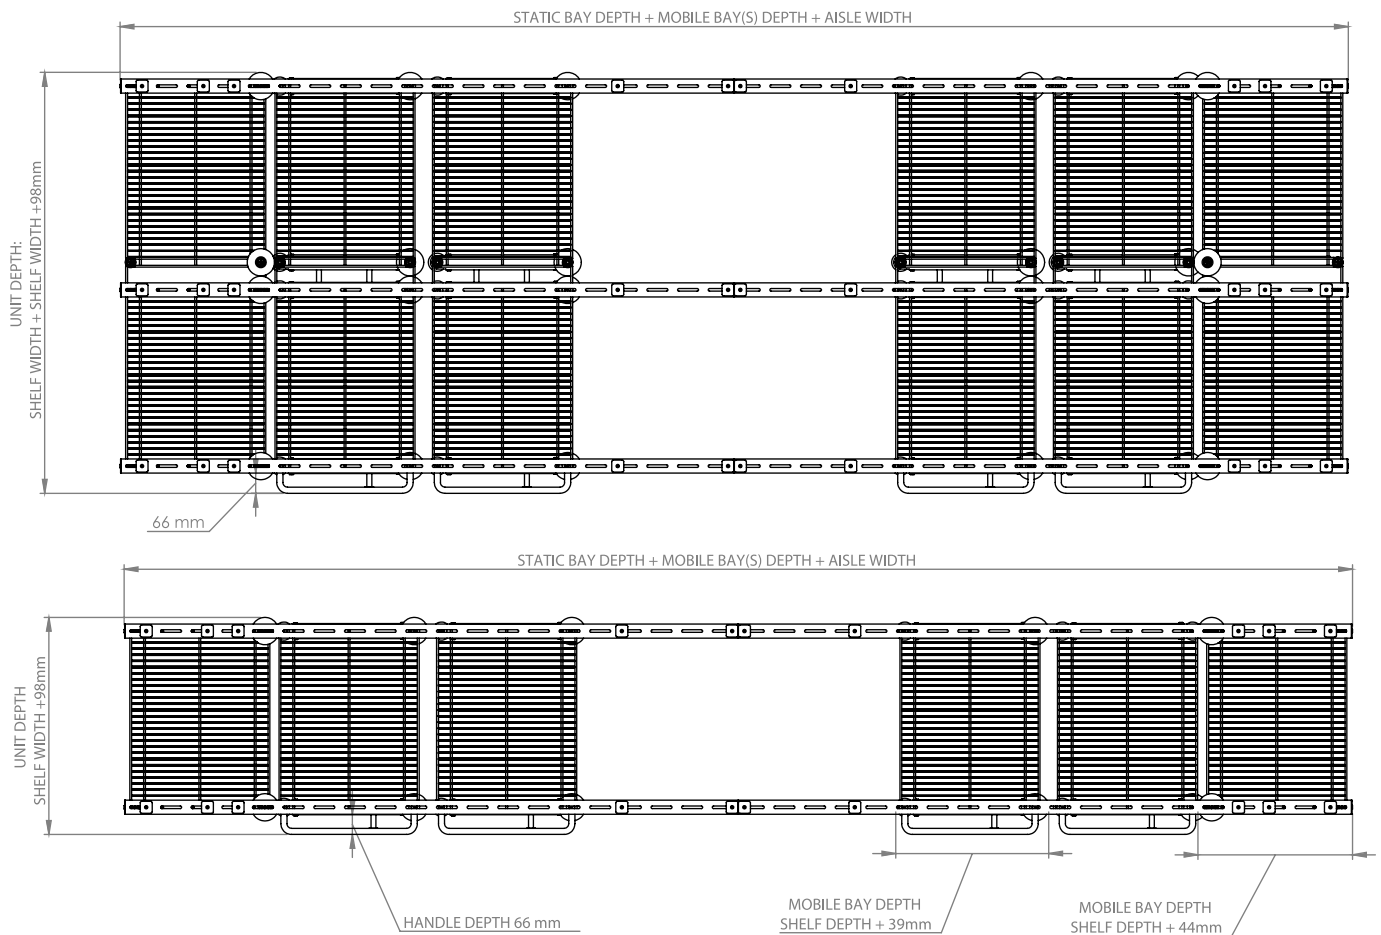 STATIC BAY DEPTH + MOBILE BAY(S) DEPTH + AISLE WIDTH
UNIT DEPTH:
SHELF WIDTH + SHELF WIDTH +98mm
66 mm
STATIC BAY DEPTH + MOBILE BAY(S) DEPTH + AISLE WIDTH
UNIT DEPTH
SHELF WIDTH +98mm
HANDLE DEPTH 66 mm
MOBILE BAY DEPTH
SHELF DEPTH + 39mm
MOBILE BAY DEPTH
SHELF DEPTH + 44mm